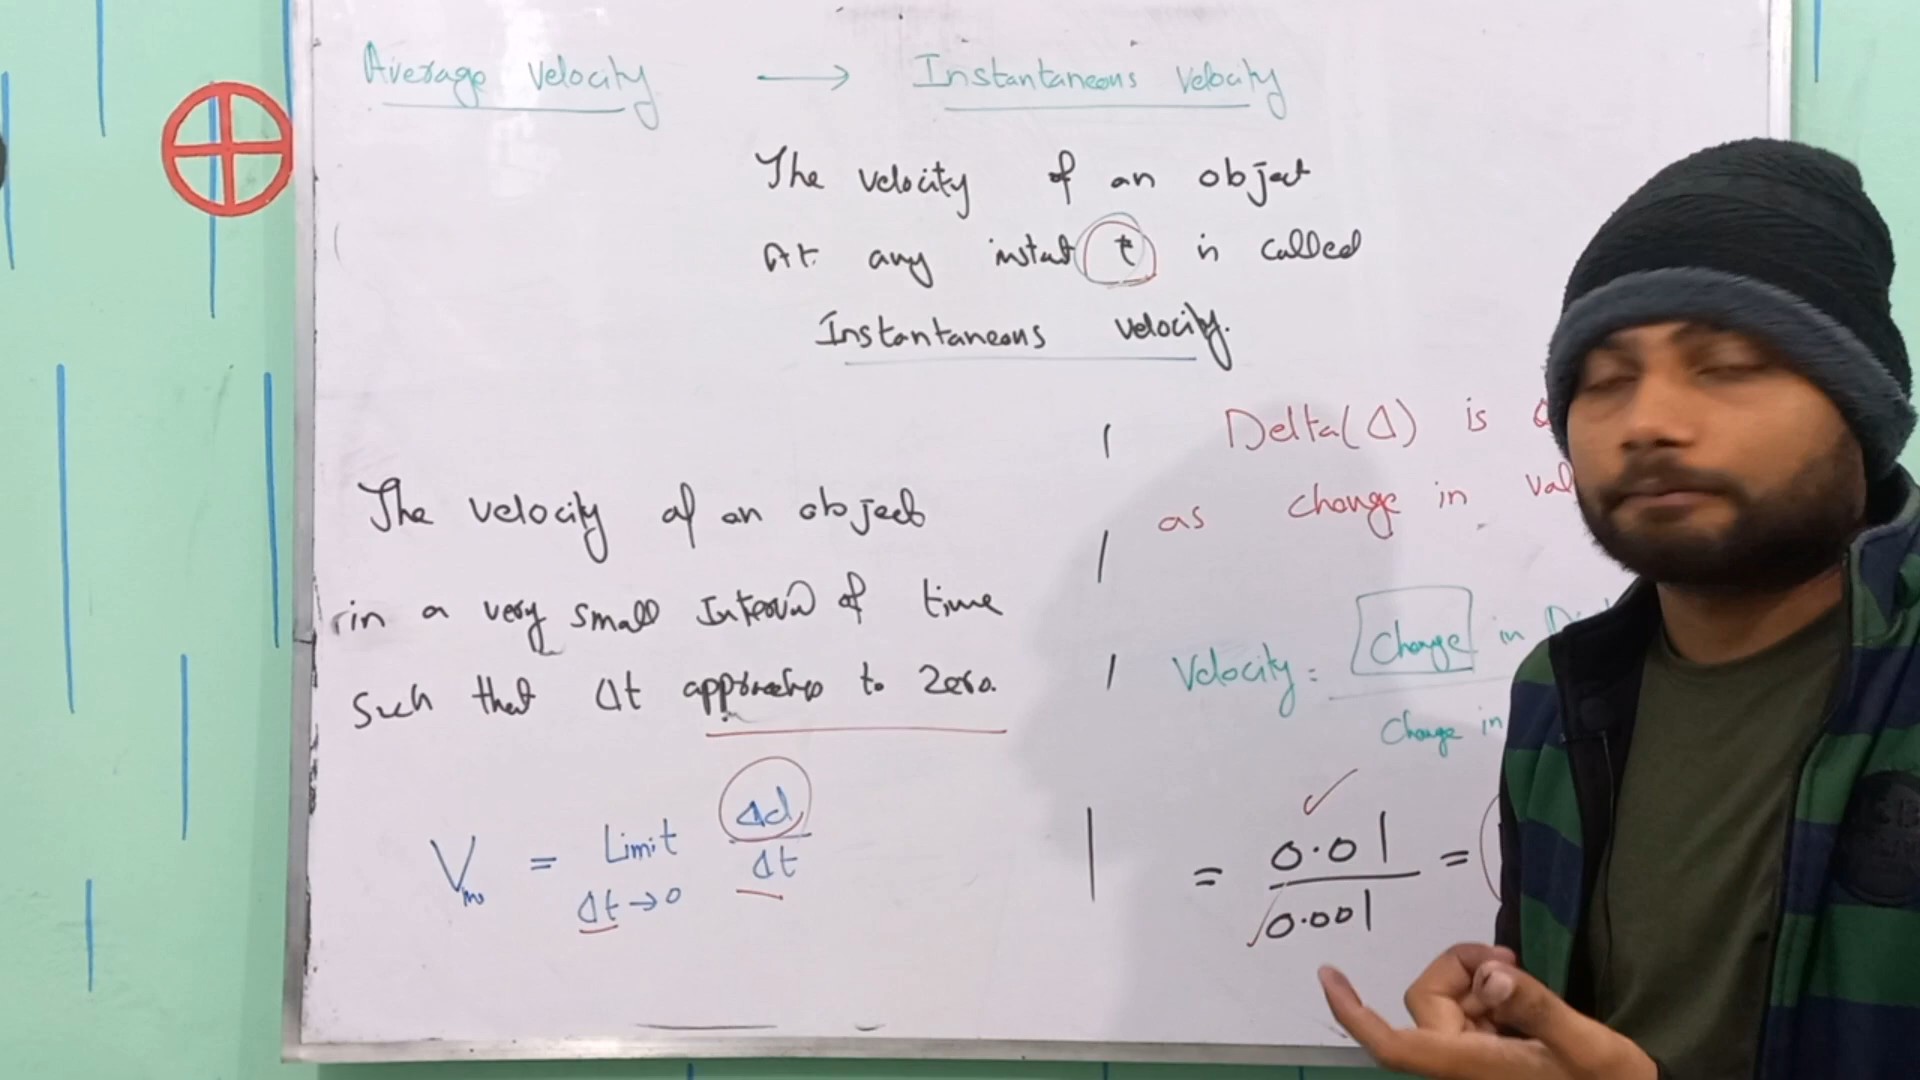 Average Velocity → Instantaneous Velocity
The velocity of an object
At any instant t is called
Instantaneous velocity.
The velocity of an object
in a very small Interval of time
such that Δt approaches to zero.
V = Limit Δd/Δt
Δt→0
Delta(Δ) is
as change in
Velocity = Change in
Change in
= 0.01/0.001 =